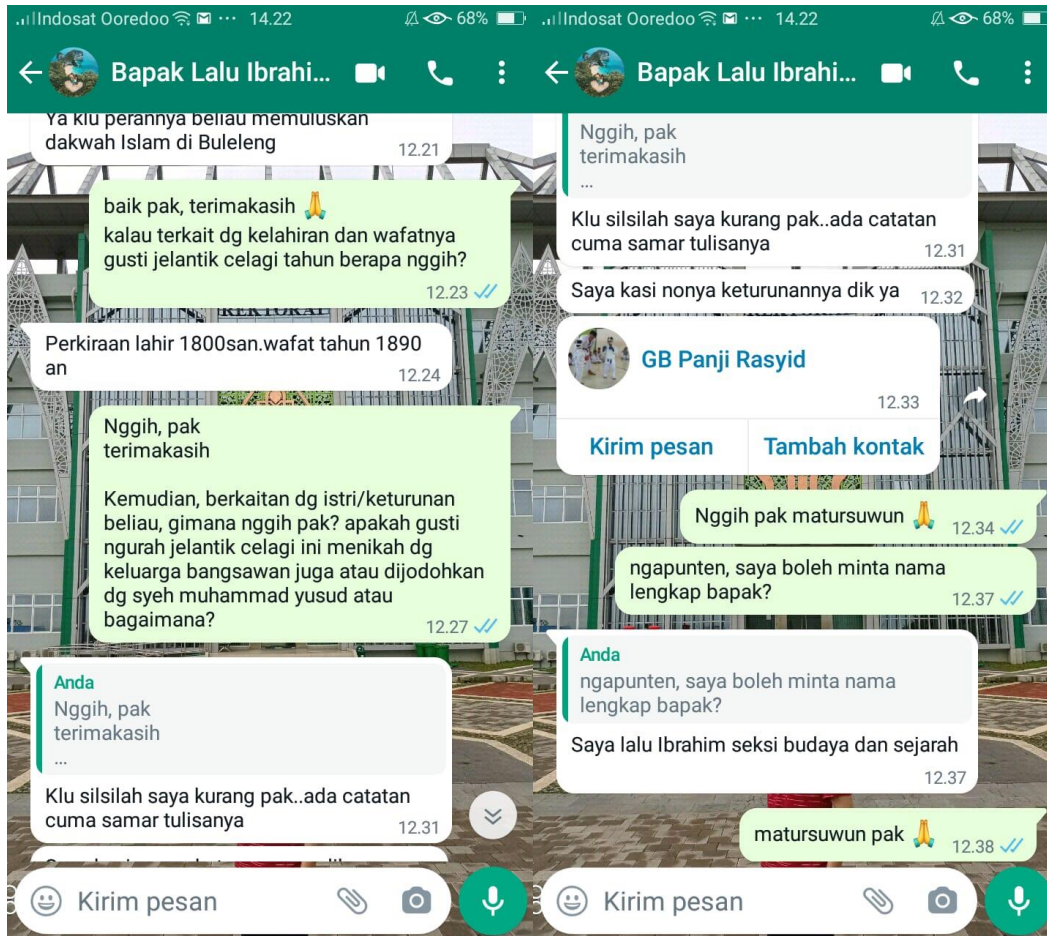 Indosat Ooredoo ... 14.22 68%
Bapak Lalu Ibrahi...
Ya klu perannya beliau memuluskan
dakwah Islam di Buleleng
12.21
baik pak, terimakasih 🙏
kalau terkait dg kelahiran dan wafatnya
gusti jelantik celagi tahun berapa nggih?
12.23
REKTORAT
Perkiraan lahir 1800san.wafat tahun 1890
an
12.24
Nggih, pak
terimakasih
Kemudian, berkaitan dg istri/keturunan
beliau, gimana nggih pak? apakah gusti
ngurah jelantik celagi ini menikah dg
keluarga bangsawan juga atau dijodohkan
dg syeh muhammad yusud atau
bagaimana?
12.27
Anda
Nggih, pak
terimakasih
...
Klu silsilah saya kurang pak..ada catatan
cuma samar tulisanya
12.31
Kirim pesan
Indosat Ooredoo ... 14.22 68%
Bapak Lalu Ibrahi...
Nggih, pak
terimakasih
...
Klu silsilah saya kurang pak..ada catatan
cuma samar tulisanya
12.31
Saya kasi nonya keturunannya dik ya
12.32
GB Panji Rasyid
12.33
Kirim pesan Tambah kontak
Nggih pak matursuwun 🙏
12.34
ngapunten, saya boleh minta nama
lengkap bapak?
12.37
Anda
ngapunten, saya boleh minta nama
lengkap bapak?
Saya lalu Ibrahim seksi budaya dan sejarah
12.37
matursuwun pak 🙏
12.38
Kirim pesan